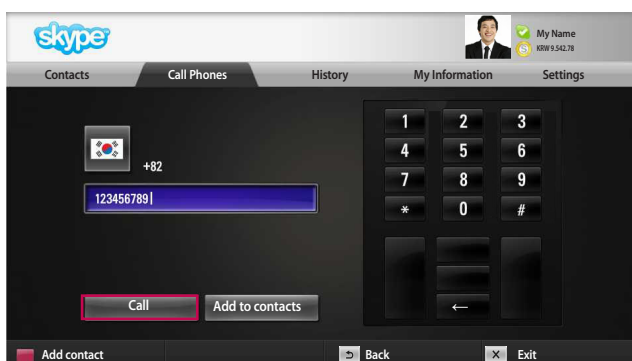 skype
My Name
KRW 9.542.78
Contacts Call Phones History My Information Settings
1 2 3
4 5 6
7 8 9
* 0 #
+82
123456789
Call Add to contacts
←
Add contact Back X Exit